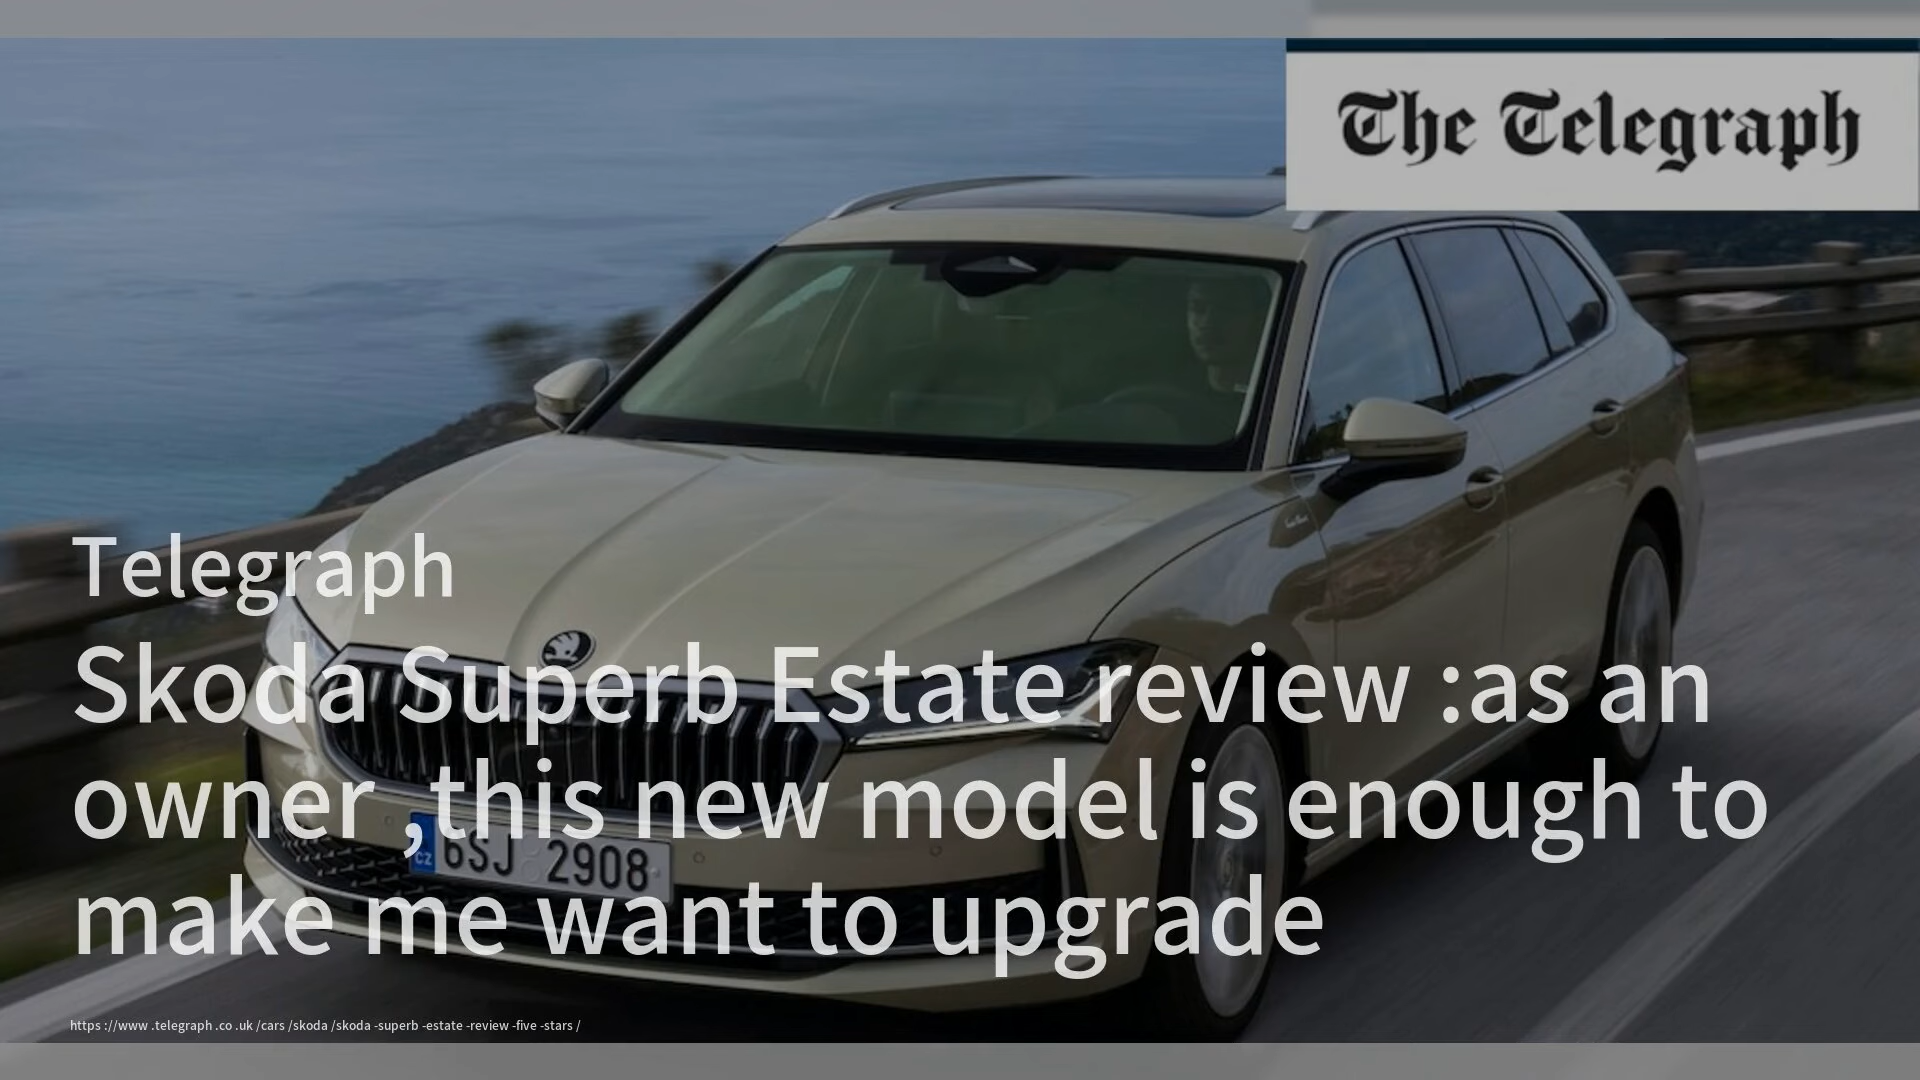 The Telegraph
Telegraph
Skoda Superb Estate review :as an
owner ,this new model is enough to
make me want to upgrade
CZ 6SJ 2908
https ://www .telegraph .co .uk /cars /skoda /skoda -superb -estate -review -five -stars /